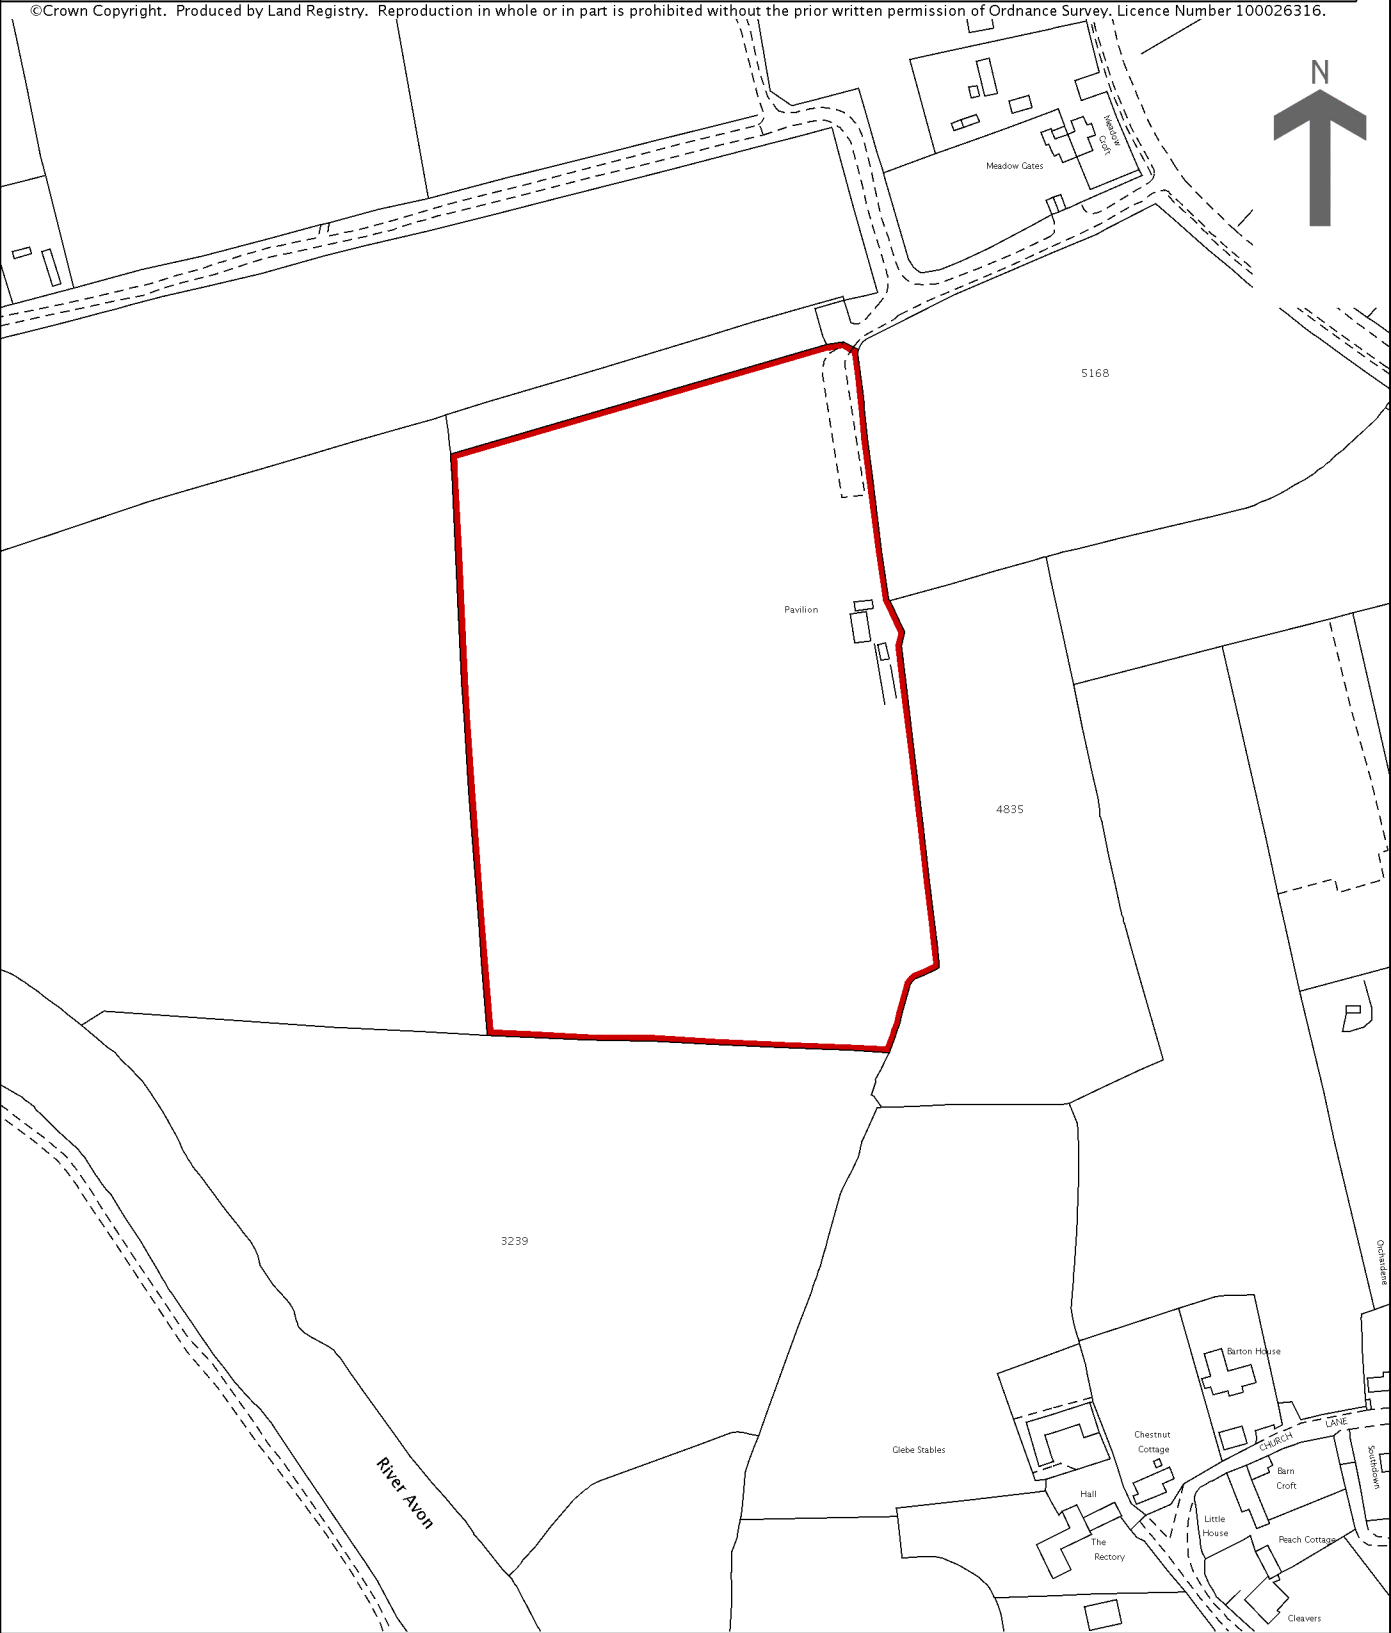 ©Crown Copyright. Produced by Land Registry. Reproduction in whole or in part is prohibited without the prior written permission of Ordnance Survey. Licence Number 100026316.
N
Meadow
Croft
Meadow Gates
5168
Pavilion
4835
3239
Orchardene
Barton House
LANE
CHURCH
Chestnut
Cottage
Glebe Stables
Southdown
Barn
Croft
River Avon
Hall
Little
House
Peach Cottage
The
Rectory
Cleavers